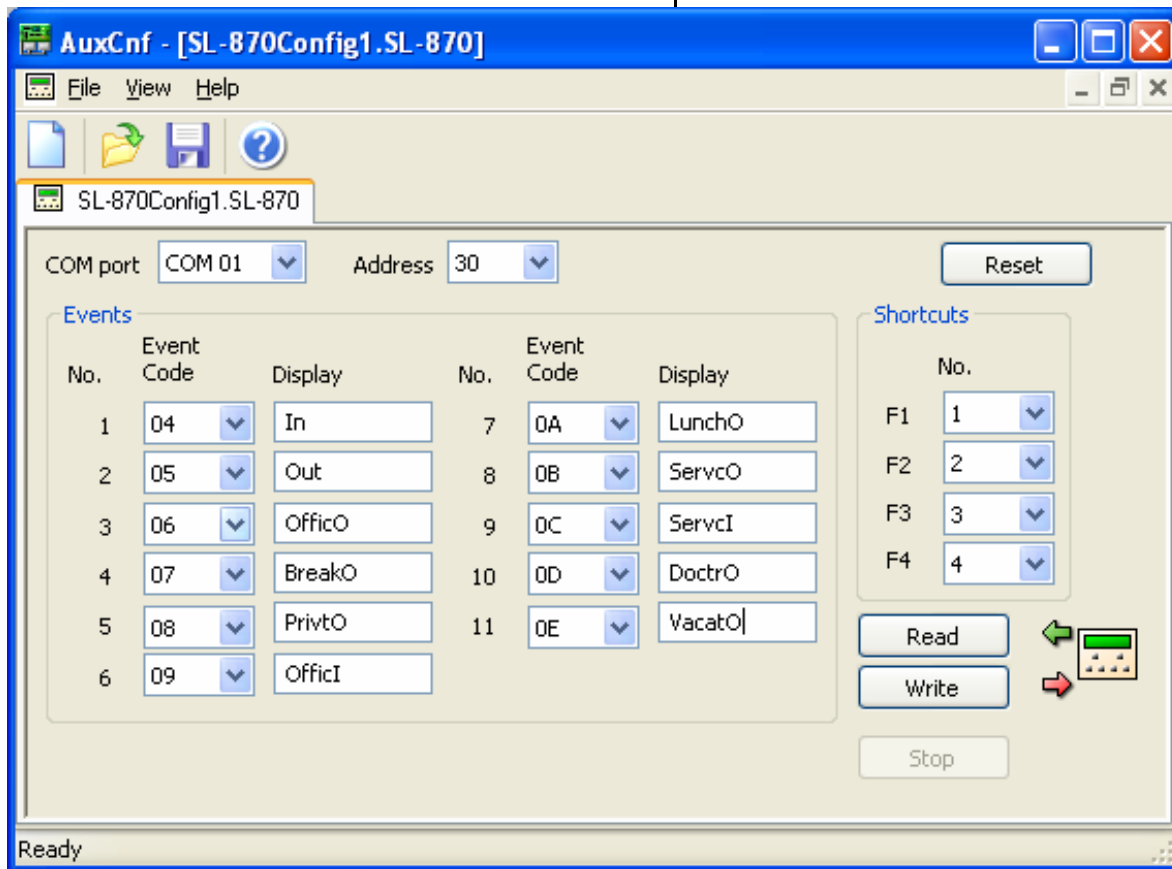 AuxCnf - [SL-870Config1.SL-870]
File View Help
SL-870Config1.SL-870
COM port COM 01 Address 30 Reset
Events Shortcuts
Event Event
No. Code Display No. Code Display No.
1 04 In 7 0A LunchO F1 1
2 05 Out 8 0B ServcO F2 2
3 06 OfficO 9 0C ServcI F3 3
4 07 BreakO 10 0D DoctrO F4 4
5 08 PrivtO 11 0E VacatO Read
6 09 OfficI Write
Stop
Ready